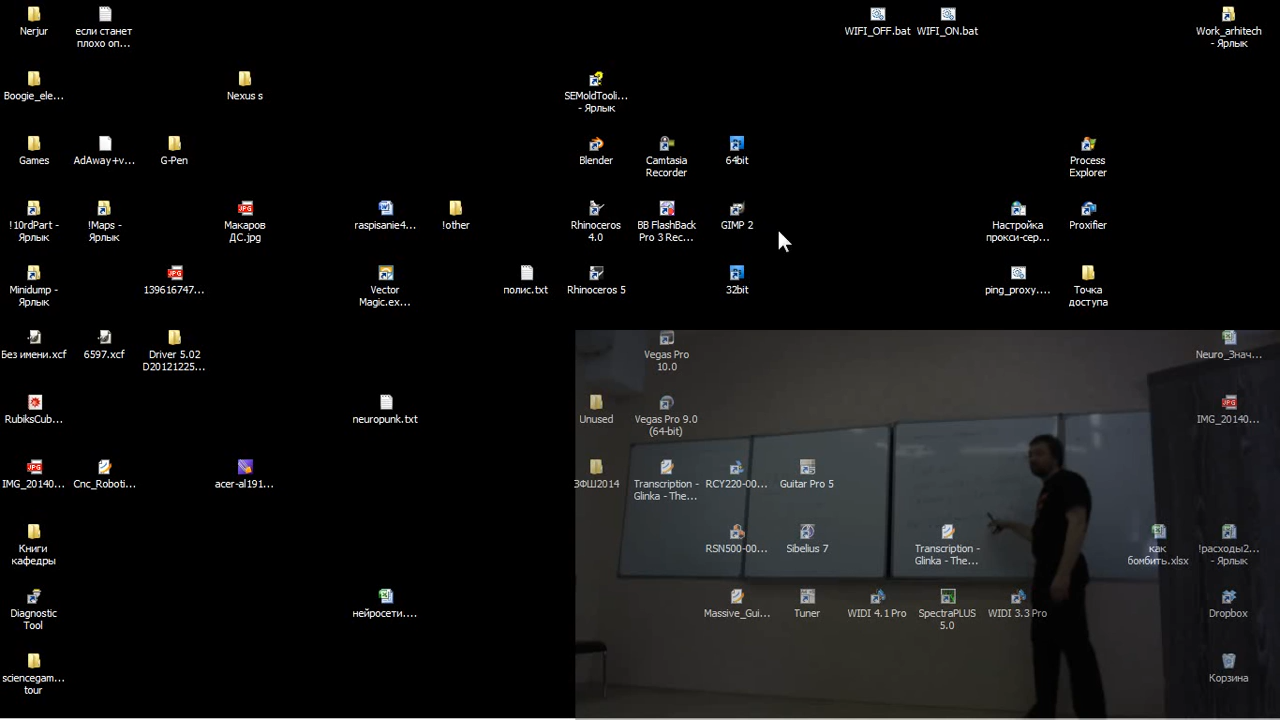 Nerjur
если станет
плохо оп...
WIFI_OFF.bat
WIFI_ON.bat
Work_arhitech
- Ярлык
Boogie_ele...
Nexus s
SEMoldTooli...
- Ярлык
Games
AdAway+v...
G-Pen
Blender
Camtasia
Recorder
64bit
Process
Explorer
!10rdPart -
Ярлык
!Maps -
Ярлык
Макаров
ДС.jpg
raspisanie4...
!other
Rhinoceros
4.0
BB FlashBack
Pro 3 Rec...
GIMP 2
Настройка
прокси-сер...
Proxifier
Minidump -
Ярлык
139616747...
Vector
Magic.ex...
полис.txt
Rhinoceros 5
32bit
ping_proxy....
Точка
доступа
Без имени.xcf
6597.xcf
Driver 5.02
D20121225...
Vegas Pro
10.0
Neuro_Знач...
RubiksCub...
neuropunk.txt
Unused
Vegas Pro 9.0
(64-bit)
IMG_20140...
IMG_20140...
Cnc_Roboti...
acer-al191...
ЗФШ2014
Transcription -
Glinka - The...
RCY220-00...
Guitar Pro 5
Книги
кафедры
RSN500-00...
Sibelius 7
Transcription -
Glinka - The...
как
бомбить.xlsx
!расходы2...
- Ярлык
Diagnostic
Tool
нейросети....
Massive_Gui...
Tuner
WIDI 4.1 Pro
SpectraPLUS
5.0
WIDI 3.3 Pro
Dropbox
sciencegam...
tour
Корзина